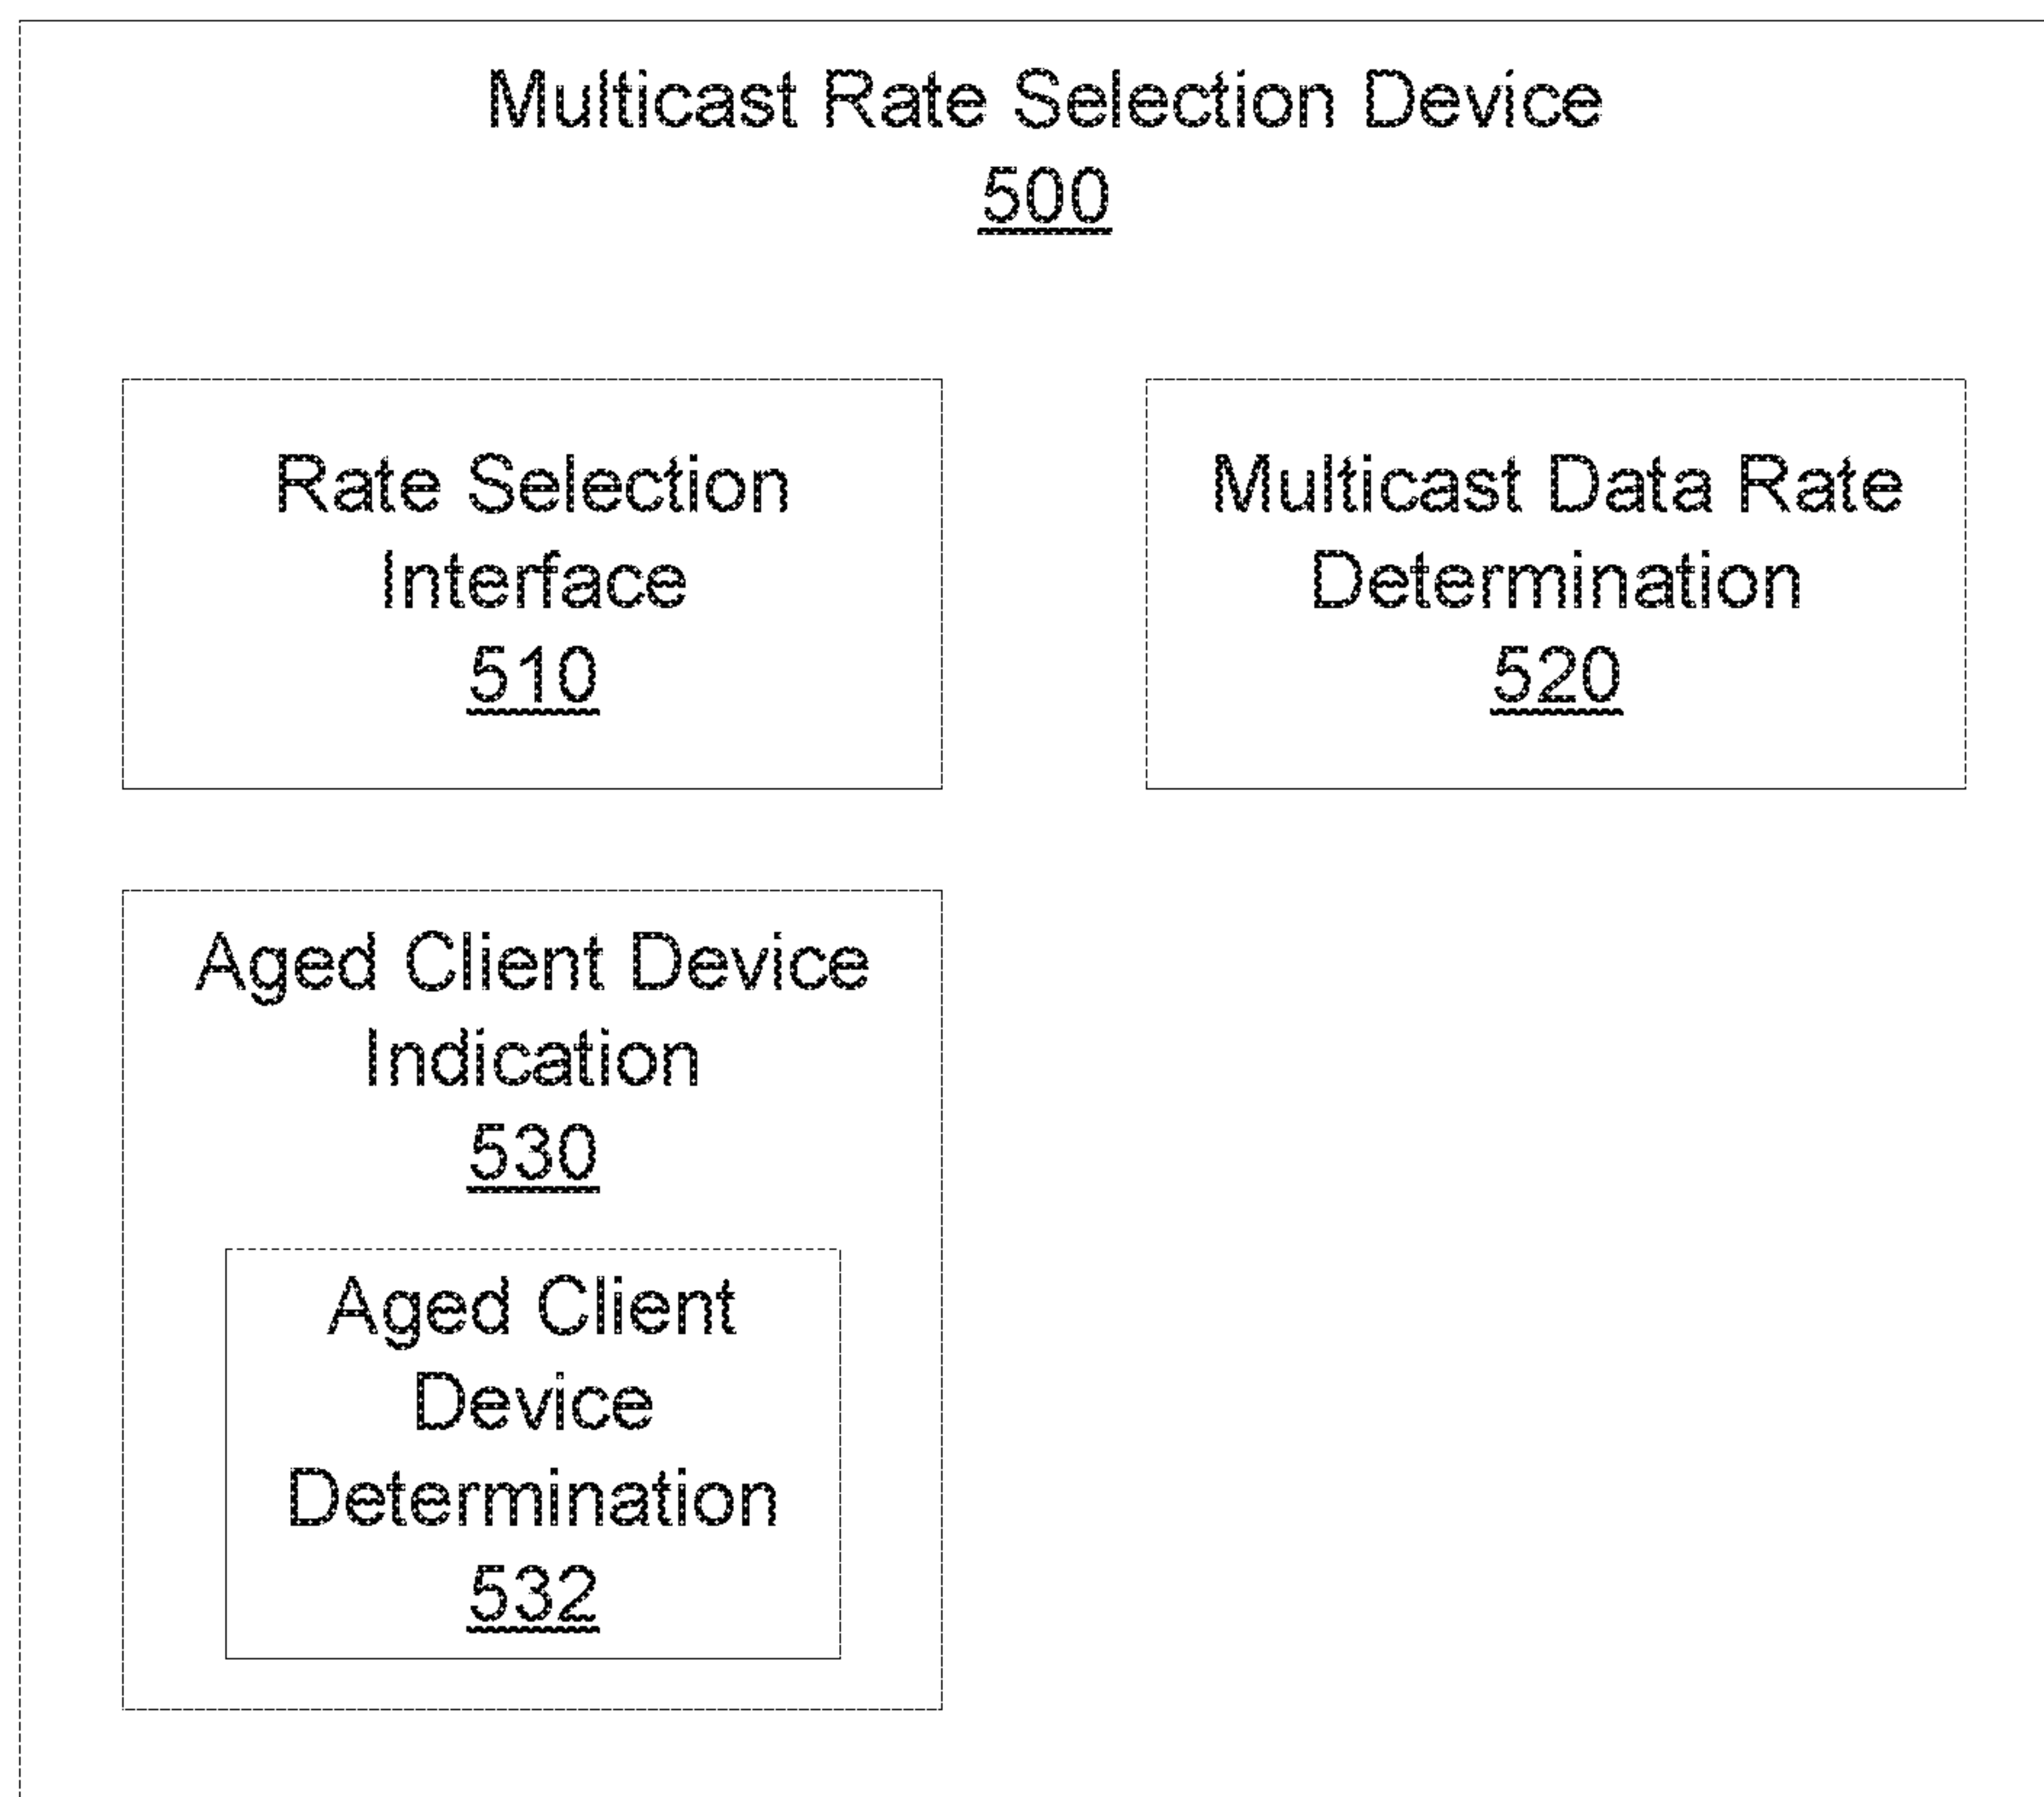 Multicast Rate Selection Device
500
Rate Selection
Interface
510
Multicast Data Rate
Determination
520
Aged Client Device
Indication
530
Aged Client
Device
Determination
532